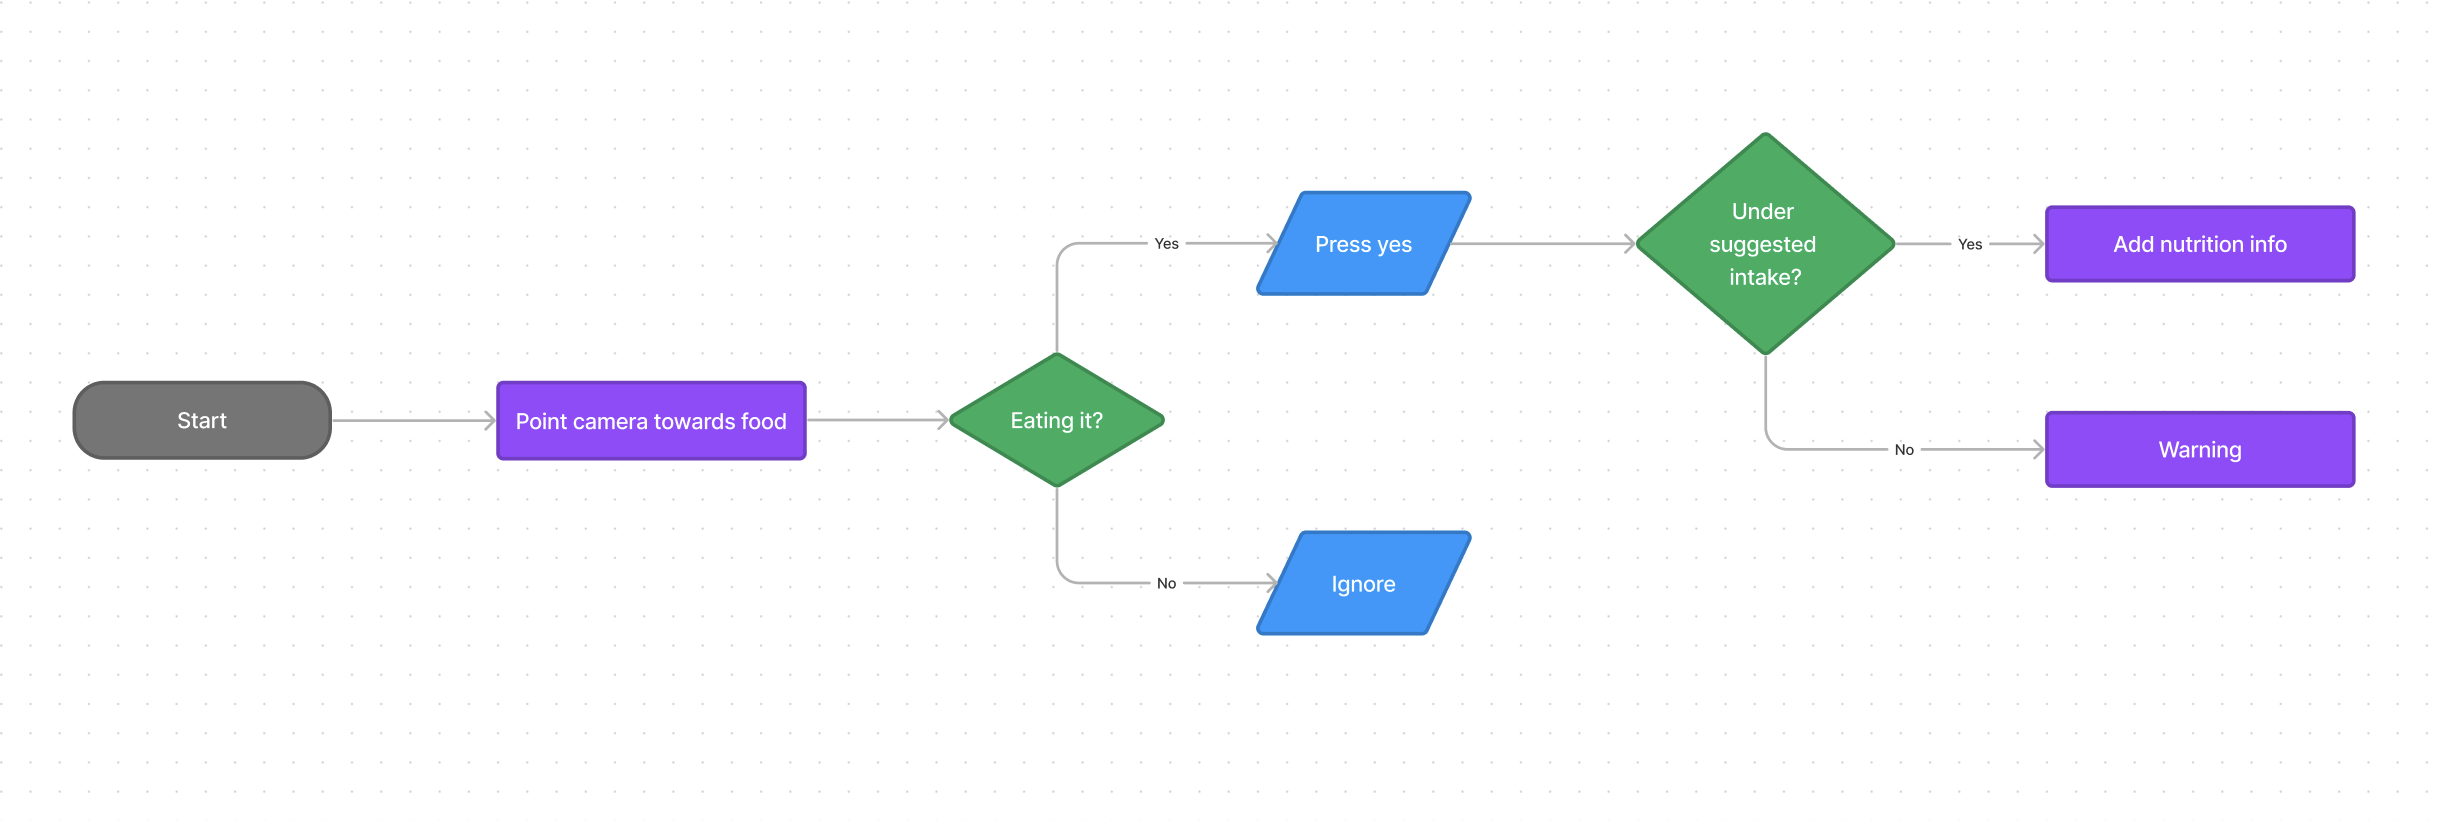 Start
Point camera towards food
Eating it?
Yes
Press yes
Under
suggested
intake?
Yes
Add nutrition info
No
Warning
No
Ignore